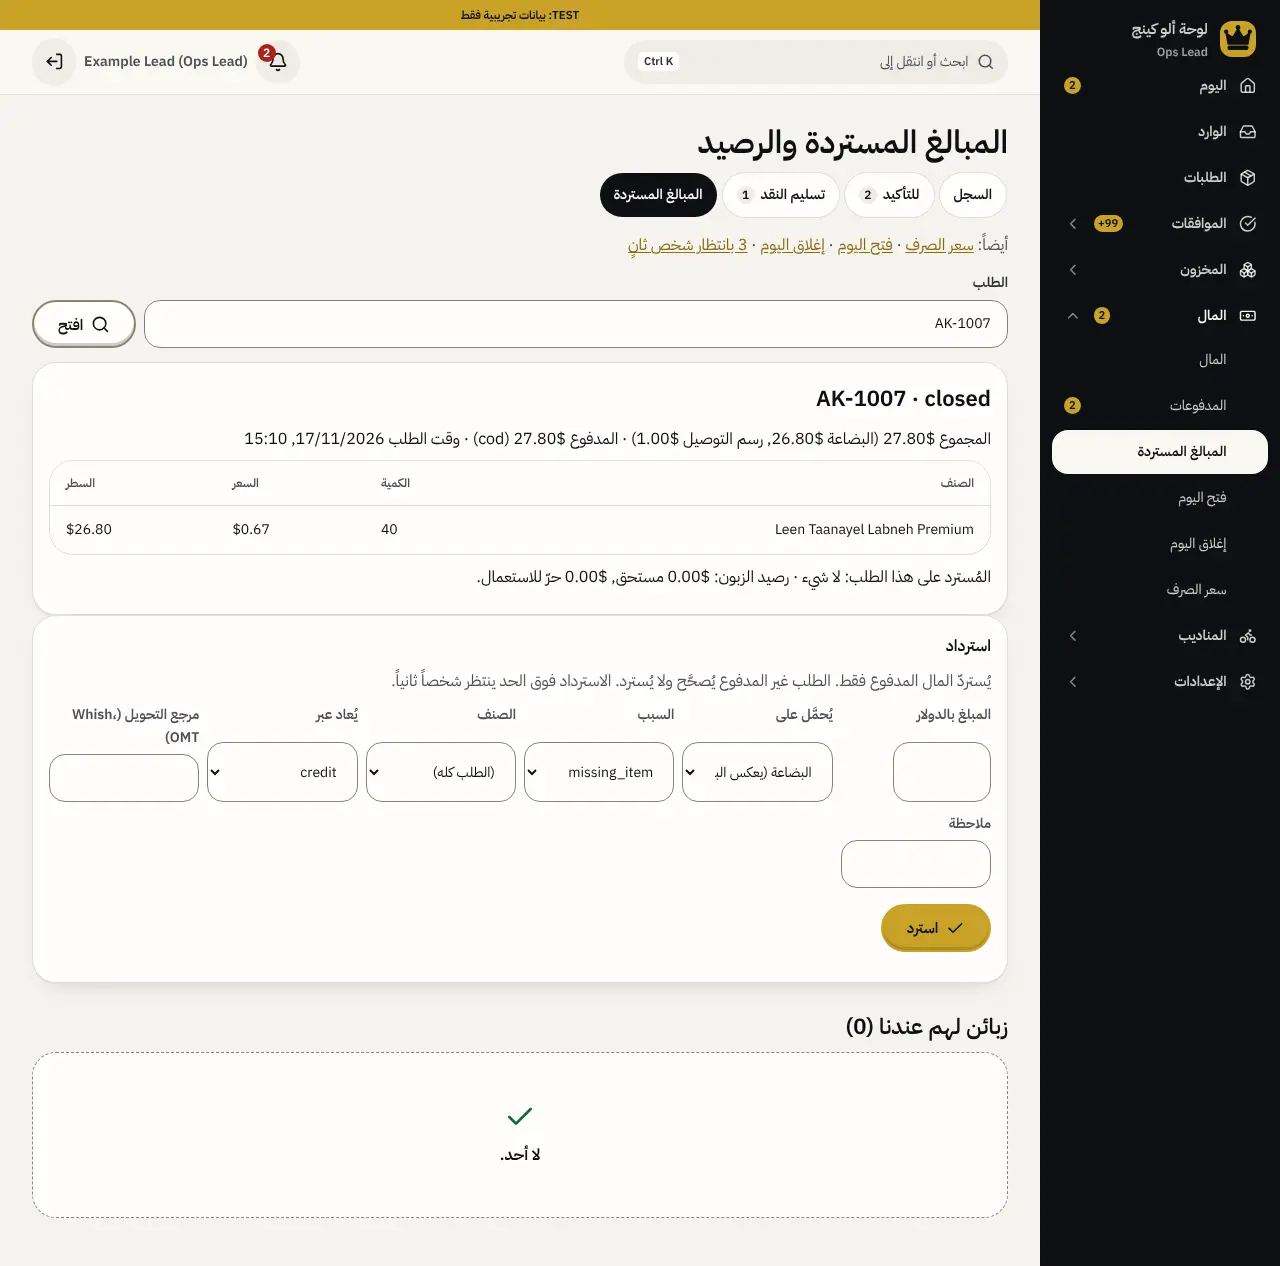 TEST: بيانات تجريبية فقط
لوحة ألو كينج
Ops Lead
اليوم 2
الوارد
الطلبات
الموافقات 99+
المخزون
المال 2
المال
المدفوعات 2
المبالغ المستردة
فتح اليوم
إغلاق اليوم
سعر الصرف
المناديب
الإعدادات
ابحث أو انتقل إلى Ctrl K
2
Example Lead (Ops Lead)
المبالغ المستردة والرصيد
السجل
للتأكيد 2
تسليم النقد 1
المبالغ المستردة
أيضاً: سعر الصرف · فتح اليوم · إغلاق اليوم · 3 بانتظار شخص ثانٍ
الطلب
AK-1007
افتح
AK-1007 · closed
المجموع $27.80 (البضاعة $26.80, رسم التوصيل $1.00) · المدفوع $27.80 (cod) · وقت الطلب 17/11/2026, 15:10
الصنف الكمية السعر السطر
Leen Taanayel Labneh Premium 40 $0.67 $26.80
المُسترد على هذا الطلب: لا شيء · رصيد الزبون: $0.00 مستحق, $0.00 حرّ للاستعمال.
استرداد
يُستردّ المال المدفوع فقط. الطلب غير المدفوع يُصحَّح ولا يُسترد. الاسترداد فوق الحد ينتظر شخصاً ثانياً.
المبلغ بالدولار
يُحمَّل على
البضاعة (يعكس الب
السبب
missing_item
الصنف
(الطلب كله)
يُعاد عبر
credit
مرجع التحويل (Whish،
OMT)
ملاحظة
استرد
زبائن لهم عندنا (0)
لا أحد.